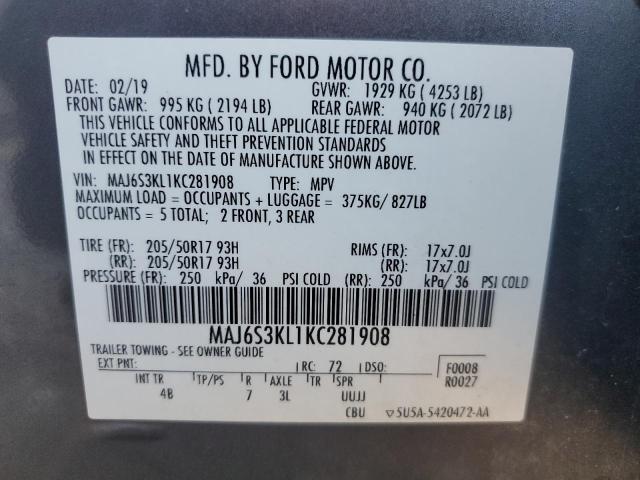 MFD. BY FORD MOTOR CO.
DATE: 02/19 GVWR: 1929 KG ( 4253 LB)
FRONT GAWR: 995 KG ( 2194 LB) REAR GAWR: 940 KG ( 2072 LB)
THIS VEHICLE CONFORMS TO ALL APPLICABLE FEDERAL MOTOR
VEHICLE SAFETY AND THEFT PREVENTION STANDARDS
IN EFFECT ON THE DATE OF MANUFACTURE SHOWN ABOVE.
VIN: MAJ6S3KL1KC281908 TYPE: MPV
MAXIMUM LOAD = OCCUPANTS + LUGGAGE = 375KG/ 827LB
OCCUPANTS = 5 TOTAL; 2 FRONT, 3 REAR
TIRE (FR): 205/50R17 93H RIMS (FR): 17x7.0J
(RR): 205/50R17 93H (RR): 17x7.0J
PRESSURE (FR): 250 kPa/ 36 PSI COLD (RR): 250 kPa/ 36 PSI COLD
MAJ6S3KL1KC281908
TRAILER TOWING - SEE OWNER GUIDE
EXT PNT: RC: 72 DSO: F0008
R0027
INT TR TP/PS R AXLE TR SPR
4B 7 3L UUJJ
CBU ▽5U5A-5420472-AA